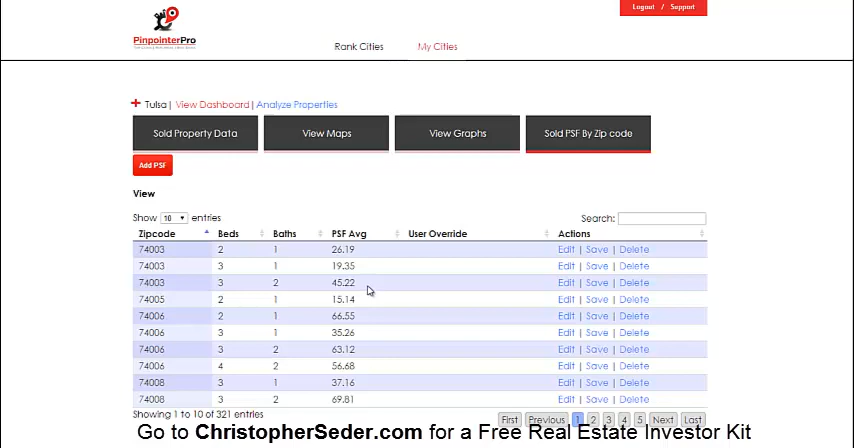 Logout / Support
PinpointerPro
Rank Cities My Cities
+ Tulsa | View Dashboard | Analyze Properties
Sold Property Data View Maps View Graphs Sold PSF By Zip code
Add PSF
View
Show 10 entries Search:
Zipcode Beds Baths PSF Avg User Override Actions
74003 2 1 26.19 Edit | Save | Delete
74003 3 1 19.35 Edit | Save | Delete
74003 3 2 45.22 Edit | Save | Delete
74005 2 1 15.14 Edit | Save | Delete
74006 2 1 66.55 Edit | Save | Delete
74006 3 1 35.26 Edit | Save | Delete
74006 3 2 63.12 Edit | Save | Delete
74006 4 2 56.68 Edit | Save | Delete
74008 3 1 37.16 Edit | Save | Delete
74008 3 2 69.81 Edit | Save | Delete
Showing 1 to 10 of 321 entries First Previous 1 2 3 4 5 Next Last
Go to ChristopherSeder.com for a Free Real Estate Investor Kit